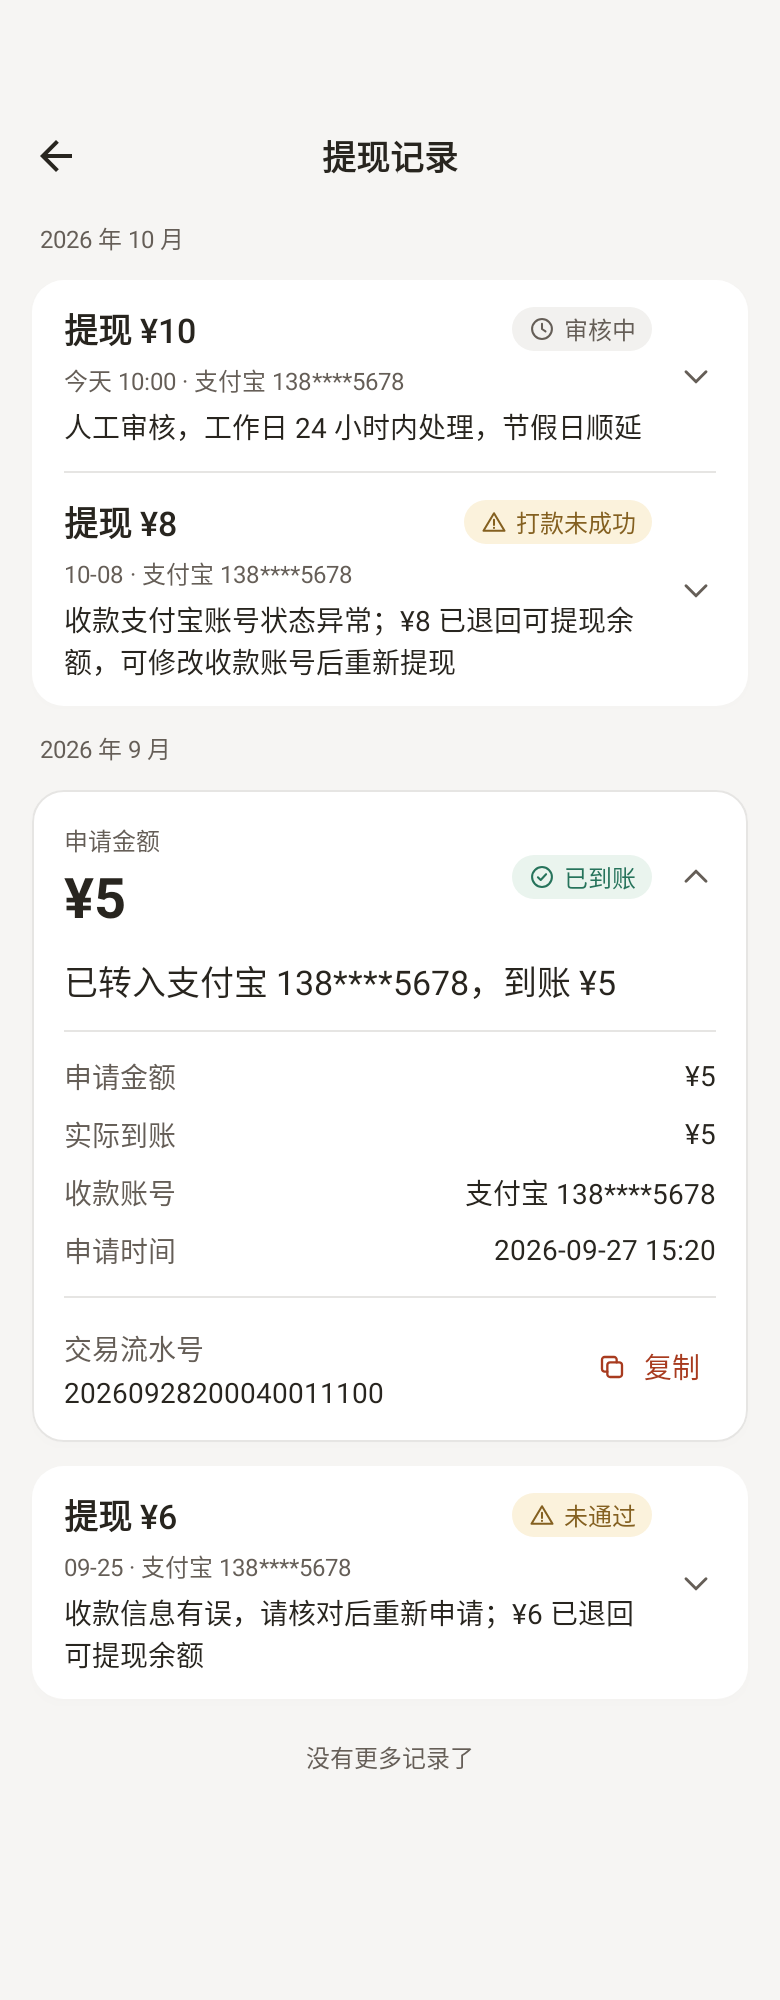 提现记录
2026 年 10 月
提现 ¥10
审核中
今天 10:00 · 支付宝 138****5678
人工审核，工作日 24 小时内处理，节假日顺延
提现 ¥8
打款未成功
10-08 · 支付宝 138****5678
收款支付宝账号状态异常；¥8 已退回可提现余
额，可修改收款账号后重新提现
2026 年 9 月
申请金额
¥5
已到账
已转入支付宝 138****5678，到账 ¥5
申请金额
¥5
实际到账
¥5
收款账号
支付宝 138****5678
申请时间
2026-09-27 15:20
交易流水号
20260928200040011100
复制
提现 ¥6
未通过
09-25 · 支付宝 138****5678
收款信息有误，请核对后重新申请；¥6 已退回
可提现余额
没有更多记录了